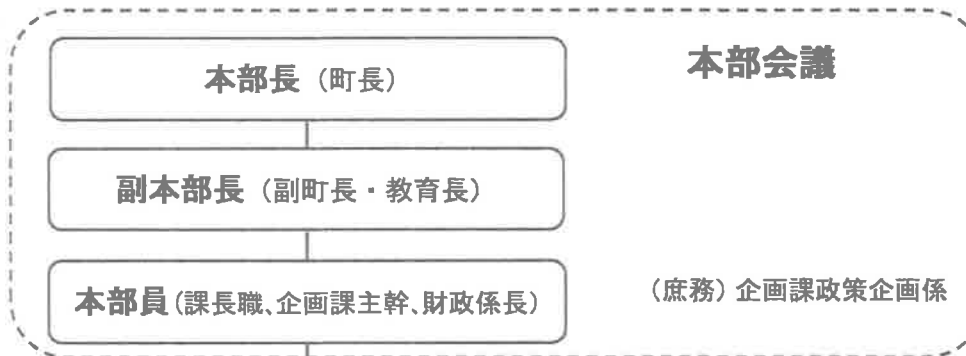 本部会議
本部長（町長）
副本部長（副町長・教育長）
本部員（課長職、企画課主幹、財政係長）
（庶務）企画課政策企画係